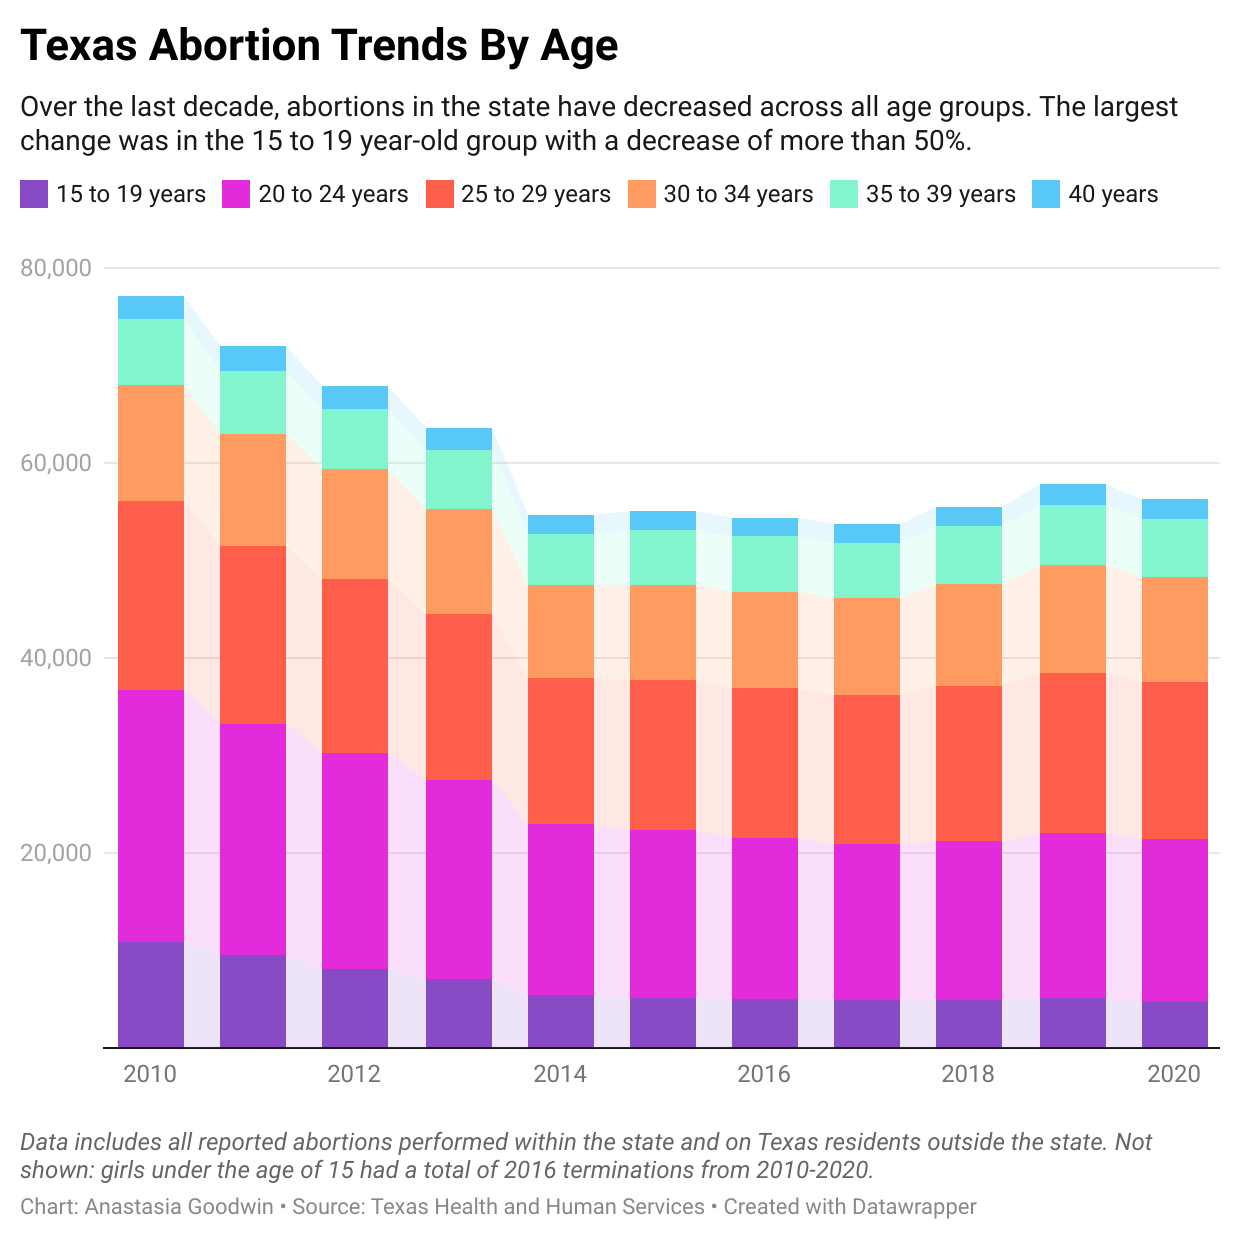 Texas Abortion Trends By Age
Over the last decade, abortions in the state have decreased across all age groups. The largest
change was in the 15 to 19 year-old group with a decrease of more than 50%.
15 to 19 years 20 to 24 years 25 to 29 years 30 to 34 years 35 to 39 years 40 years
80,000
60,000
40,000
20,000
2010 2012 2014 2016 2018 2020
Data includes all reported abortions performed within the state and on Texas residents outside the state. Not
shown: girls under the age of 15 had a total of 2016 terminations from 2010-2020.
Chart: Anastasia Goodwin • Source: Texas Health and Human Services • Created with Datawrapper